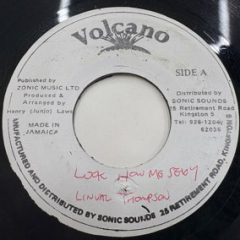 Volcano
SIDE A
Published by
ZONIC MUSIC LTD
Produced &
Arranged by
Henry (Junjo) Laws
MADE IN
JAMAICA
Distributed by
SONIC SOUNDS
25 Retirement Road
Kingston 5
Tel: 926-1204
62026
LOOK HOW ME SEXY
LINVAL THOMPSON
MANUFACTURED AND DISTRIBUTED BY SONIC SOUNDS 25 RETIREMENT ROAD, KINGSTON 5